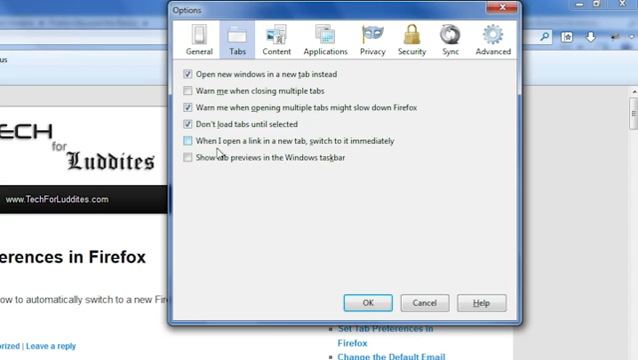 Options
General Tabs Content Applications Privacy Security Sync Advanced
Open new windows in a new tab instead
Warn me when closing multiple tabs
Warn me when opening multiple tabs might slow down Firefox
Don't load tabs until selected
When I open a link in a new tab, switch to it immediately
Show tab previews in the Windows taskbar
OK Cancel Help
us
ECH
for
Luddites
www.TechForLuddites.com
erences in Firefox
ow to automatically switch to a new Fire
orized | Leave a reply
Set Tab Preferences in
Firefox
Change the Default Email